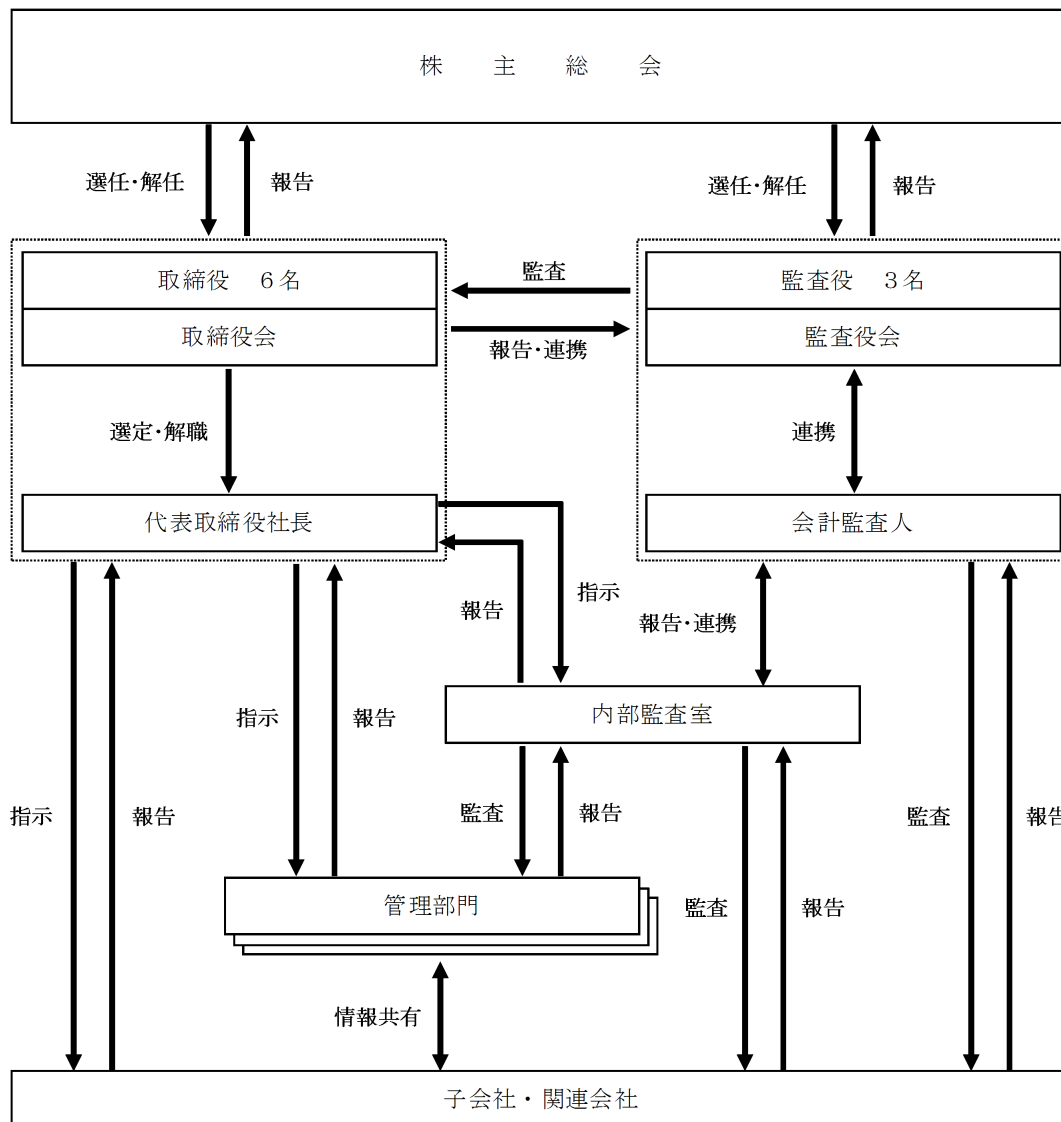 株 主 総 会
選任・解任
報告
選任・解任
報告
取締役 6名
取締役会
監査
報告・連携
監査役 3名
監査役会
選定・解職
連携
代表取締役社長
会計監査人
報告
指示
報告・連携
指示
報告
内部監査室
指示
報告
監査
報告
監査
報告
管理部門
監査
報告
情報共有
子会社・関連会社